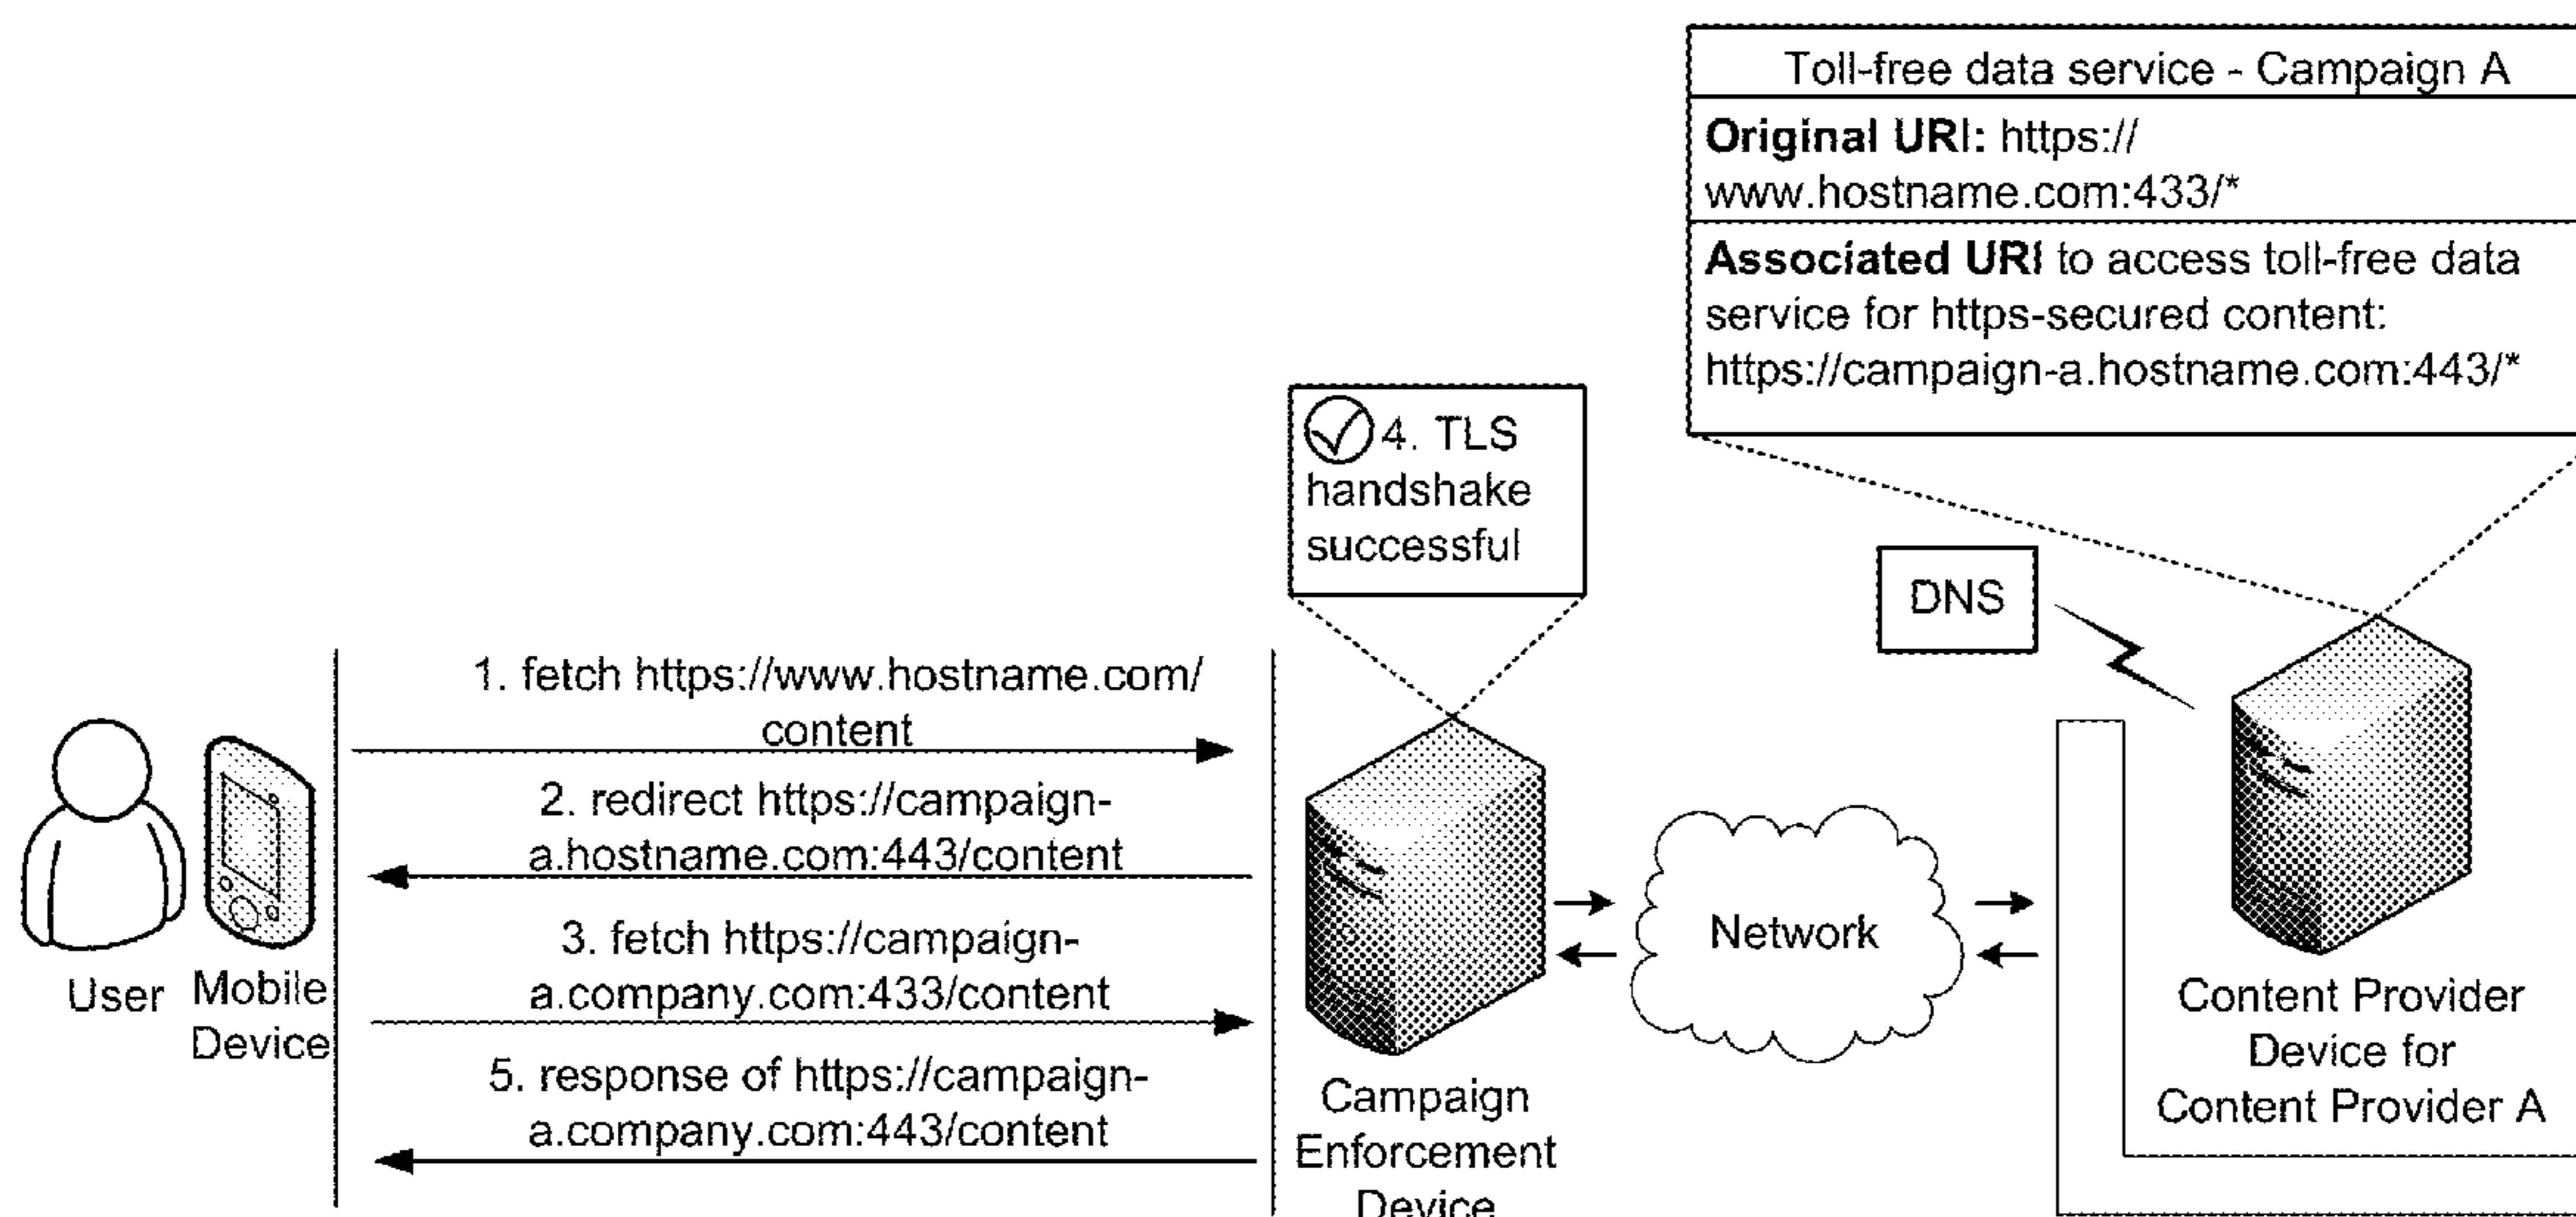 Toll-free data service - Campaign A
Original URI: https://
www.hostname.com:433/*
Associated URI to access toll-free data
service for https-secured content:
https://campaign-a.hostname.com:443/*
4. TLS
handshake
successful
DNS
1. fetch https://www.hostname.com/
content
2. redirect https://campaign-
a.hostname.com:443/content
3. fetch https://campaign-
a.company.com:433/content
5. response of https://campaign-
a.company.com:443/content
User
Mobile
Device
Campaign
Enforcement
Device
Network
Content Provider
Device for
Content Provider A